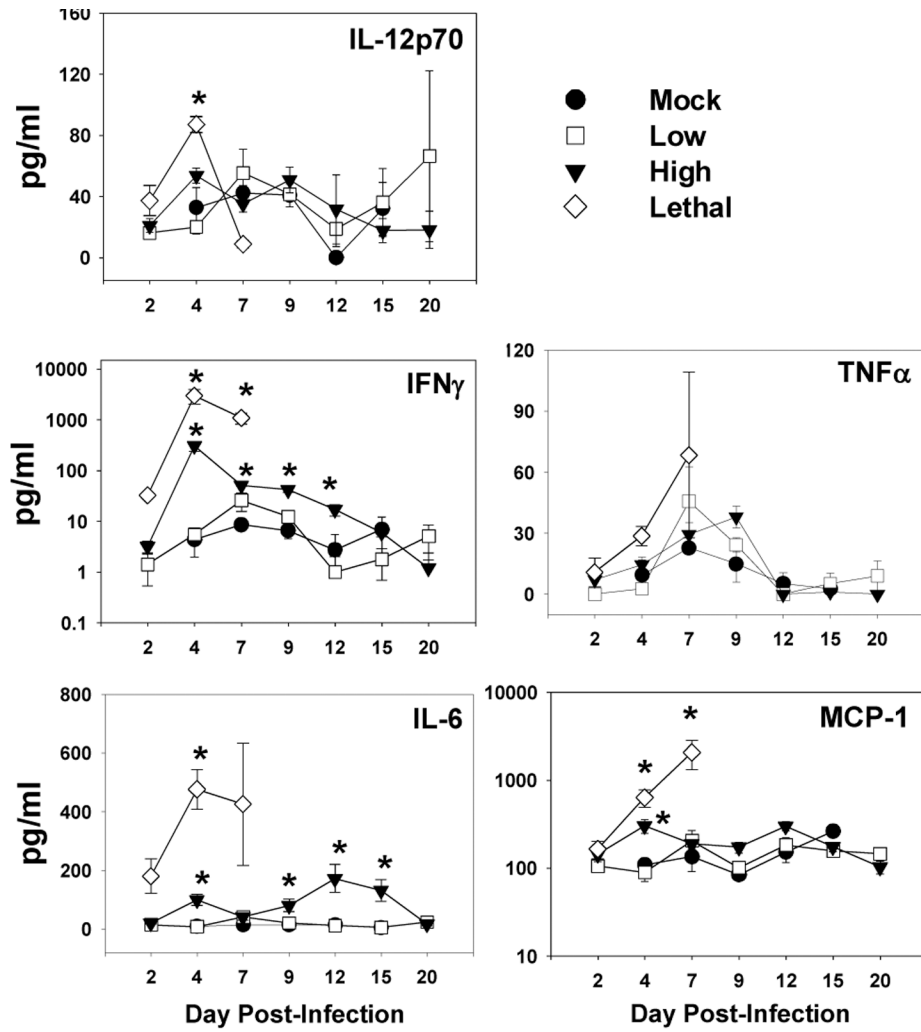 IL-12p70
160
120
80
40
0
pg/ml
*
2 4 7 9 12 15 20
Mock
Low
High
Lethal
IFNγ
10000
1000
100
10
1
0.1
pg/ml
* *
* * * *
2 4 7 9 12 15 20
TNFα
120
90
60
30
0
2 4 7 9 12 15 20
IL-6
800
600
400
200
0
pg/ml
*
* * * *
2 4 7 9 12 15 20
Day Post-Infection
MCP-1
10000
1000
100
10
*
*
*
2 4 7 9 12 15 20
Day Post-Infection